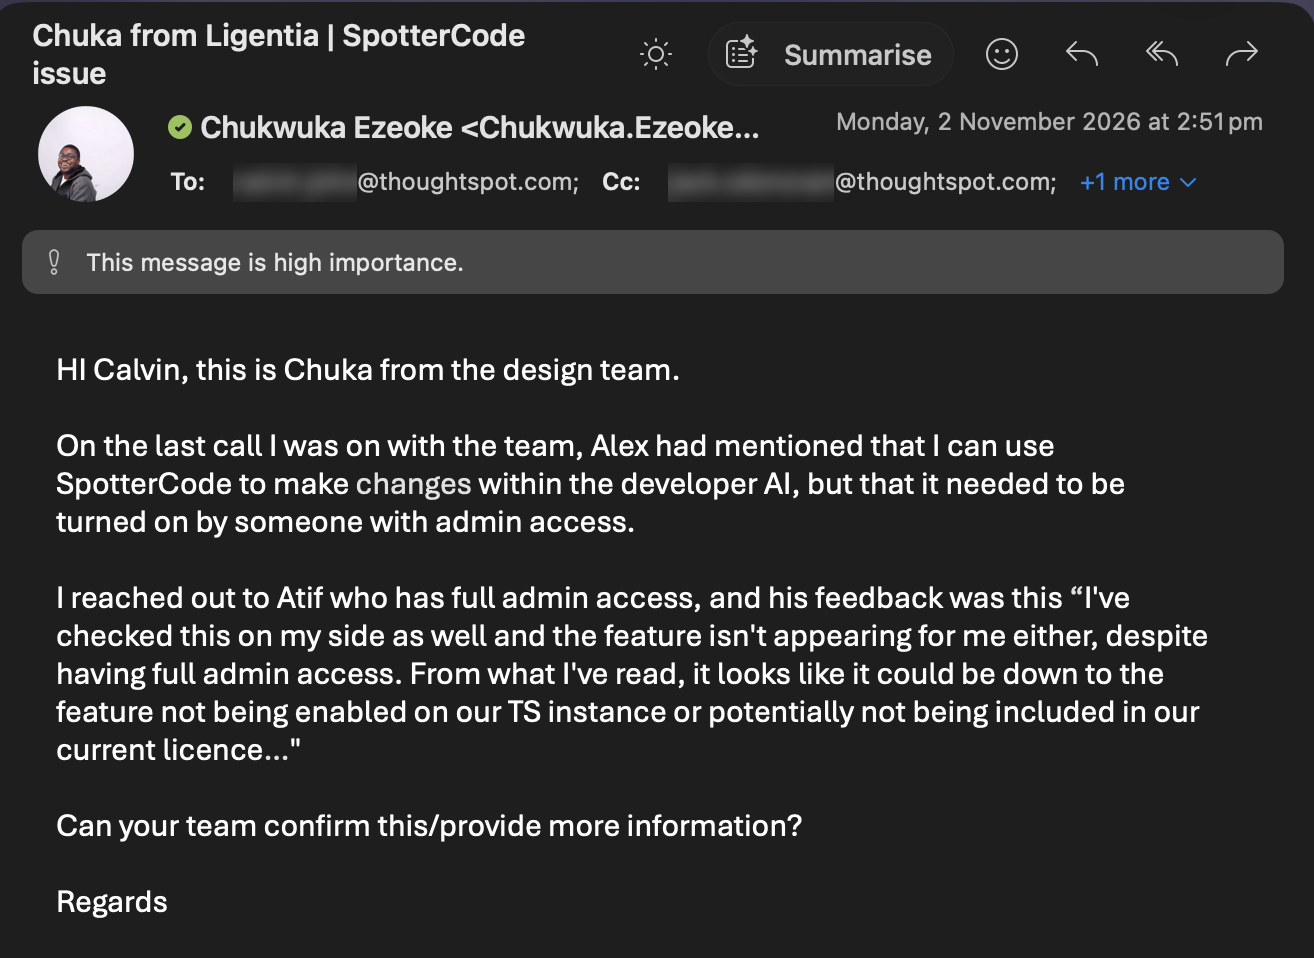 Chuka from Ligentia | SpotterCode
issue
Summarise
Chukwuka Ezeoke <Chukwuka.Ezeoke...
Monday, 2 November 2026 at 2:51pm
To: @thoughtspot.com; Cc: @thoughtspot.com; +1 more
This message is high importance.
HI Calvin, this is Chuka from the design team.
On the last call I was on with the team, Alex had mentioned that I can use
SpotterCode to make changes within the developer AI, but that it needed to be
turned on by someone with admin access.
I reached out to Atif who has full admin access, and his feedback was this “I've
checked this on my side as well and the feature isn't appearing for me either, despite
having full admin access. From what I've read, it looks like it could be down to the
feature not being enabled on our TS instance or potentially not being included in our
current licence..."
Can your team confirm this/provide more information?
Regards